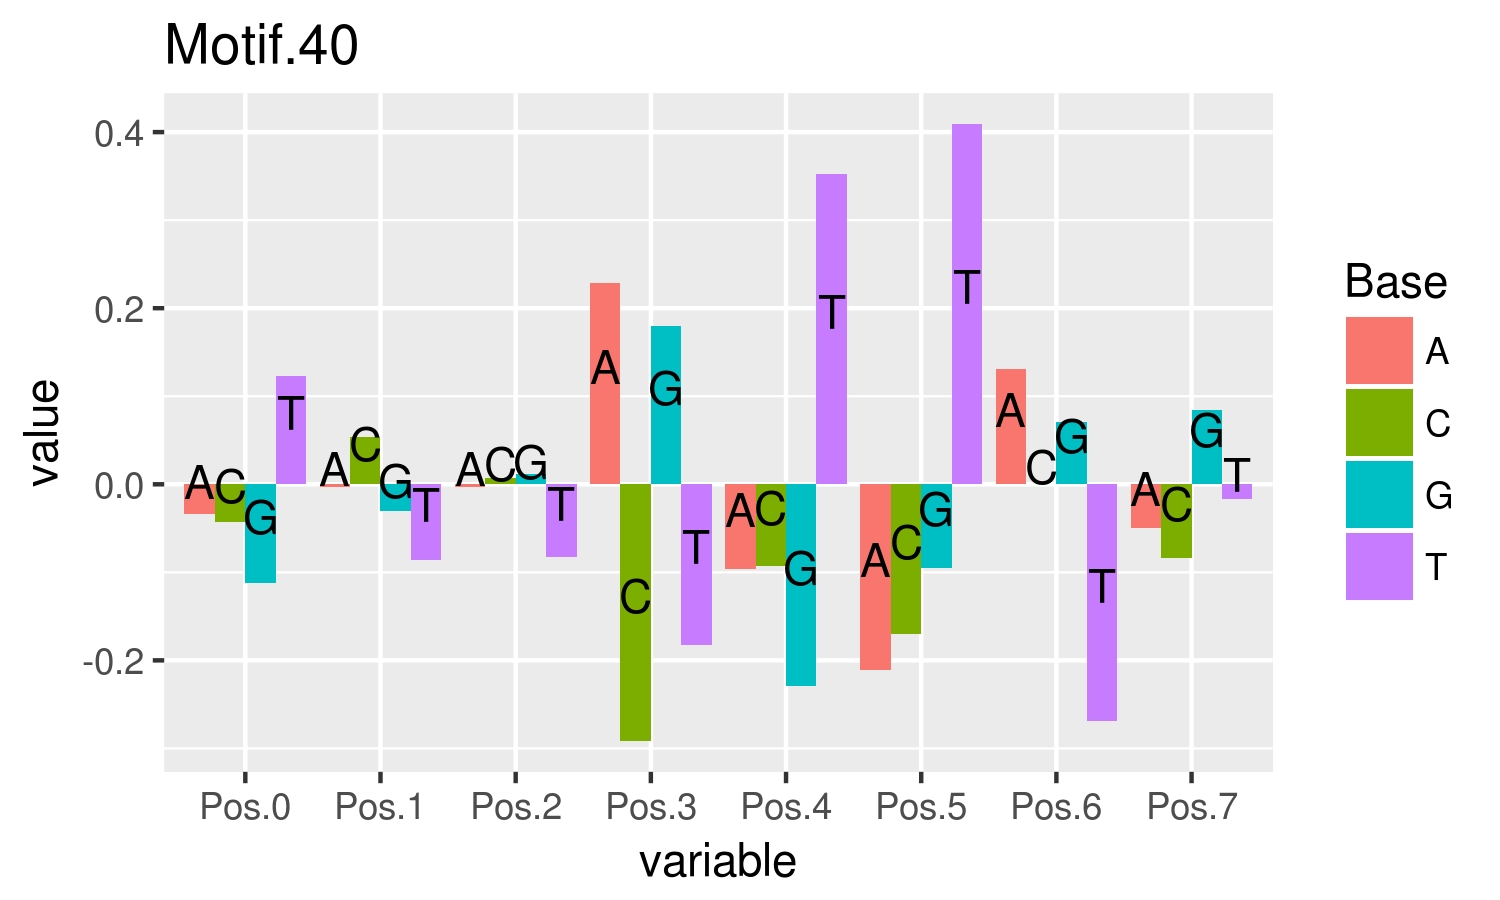 Motif.40
0.4
0.2
0.0
-0.2
value
A C G T
A C G T
A C G T
A C G T
A C G T
A C G T
A C G T
A C G T
Pos.0 Pos.1 Pos.2 Pos.3 Pos.4 Pos.5 Pos.6 Pos.7
variable
Base
A
C
G
T